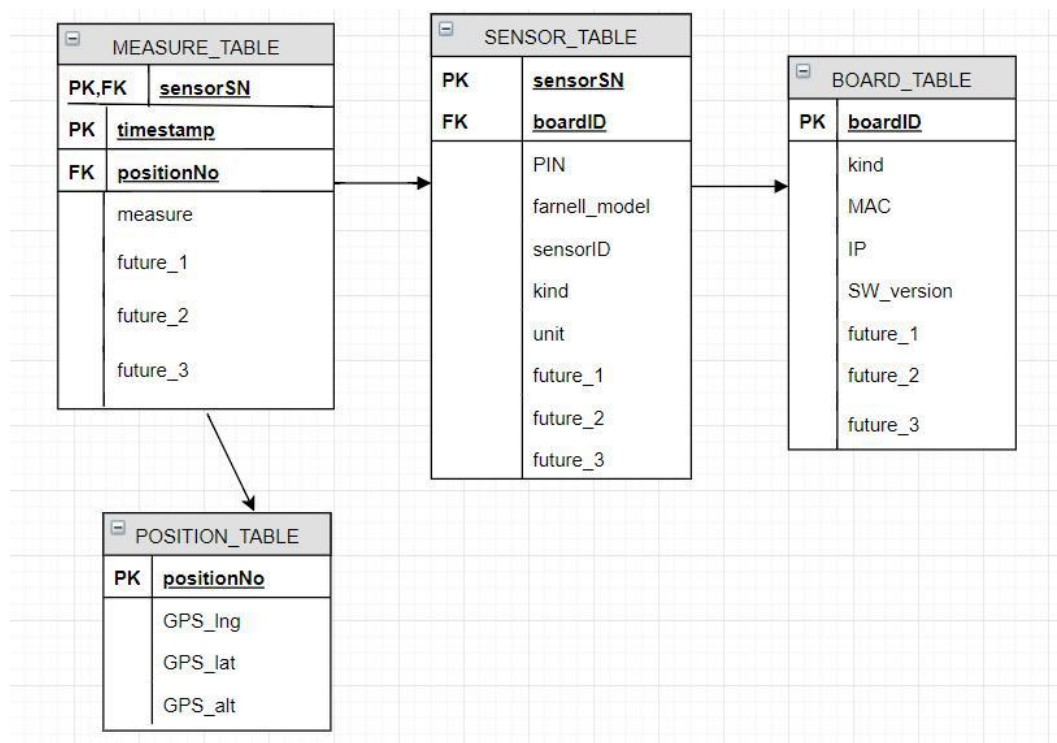 MEASURE_TABLE
PK,FK sensorSN
PK timestamp
FK positionNo
measure
future_1
future_2
future_3
SENSOR_TABLE
PK sensorSN
FK boardID
PIN
farnell_model
sensorID
kind
unit
future_1
future_2
future_3
BOARD_TABLE
PK boardID
kind
MAC
IP
SW_version
future_1
future_2
future_3
POSITION_TABLE
PK positionNo
GPS_lng
GPS_lat
GPS_alt